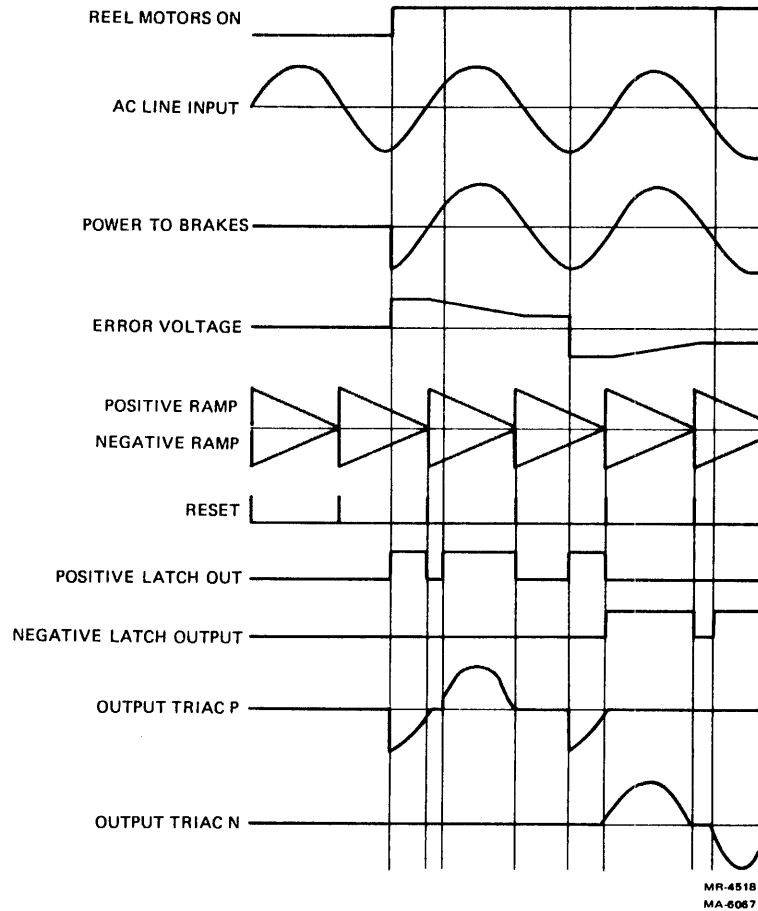 REEL MOTORS ON
AC LINE INPUT
POWER TO BRAKES
ERROR VOLTAGE
POSITIVE RAMP
NEGATIVE RAMP
RESET
POSITIVE LATCH OUT
NEGATIVE LATCH OUTPUT
OUTPUT TRIAC P
OUTPUT TRIAC N
MR-4518
MA-6067